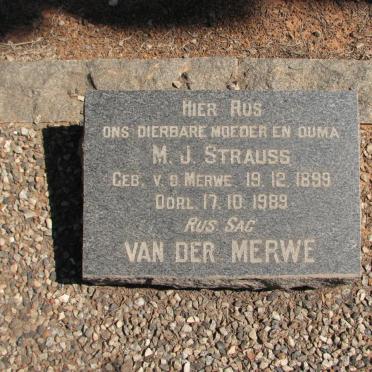 HIER RUS
ONS DIERBARE MOEDER EN OUMA
M. J. STRAUSS
GEB. V. D. MERWE 19. 12. 1899
OORL. 17. 10. 1989
RUS SAG
VAN DER MERWE